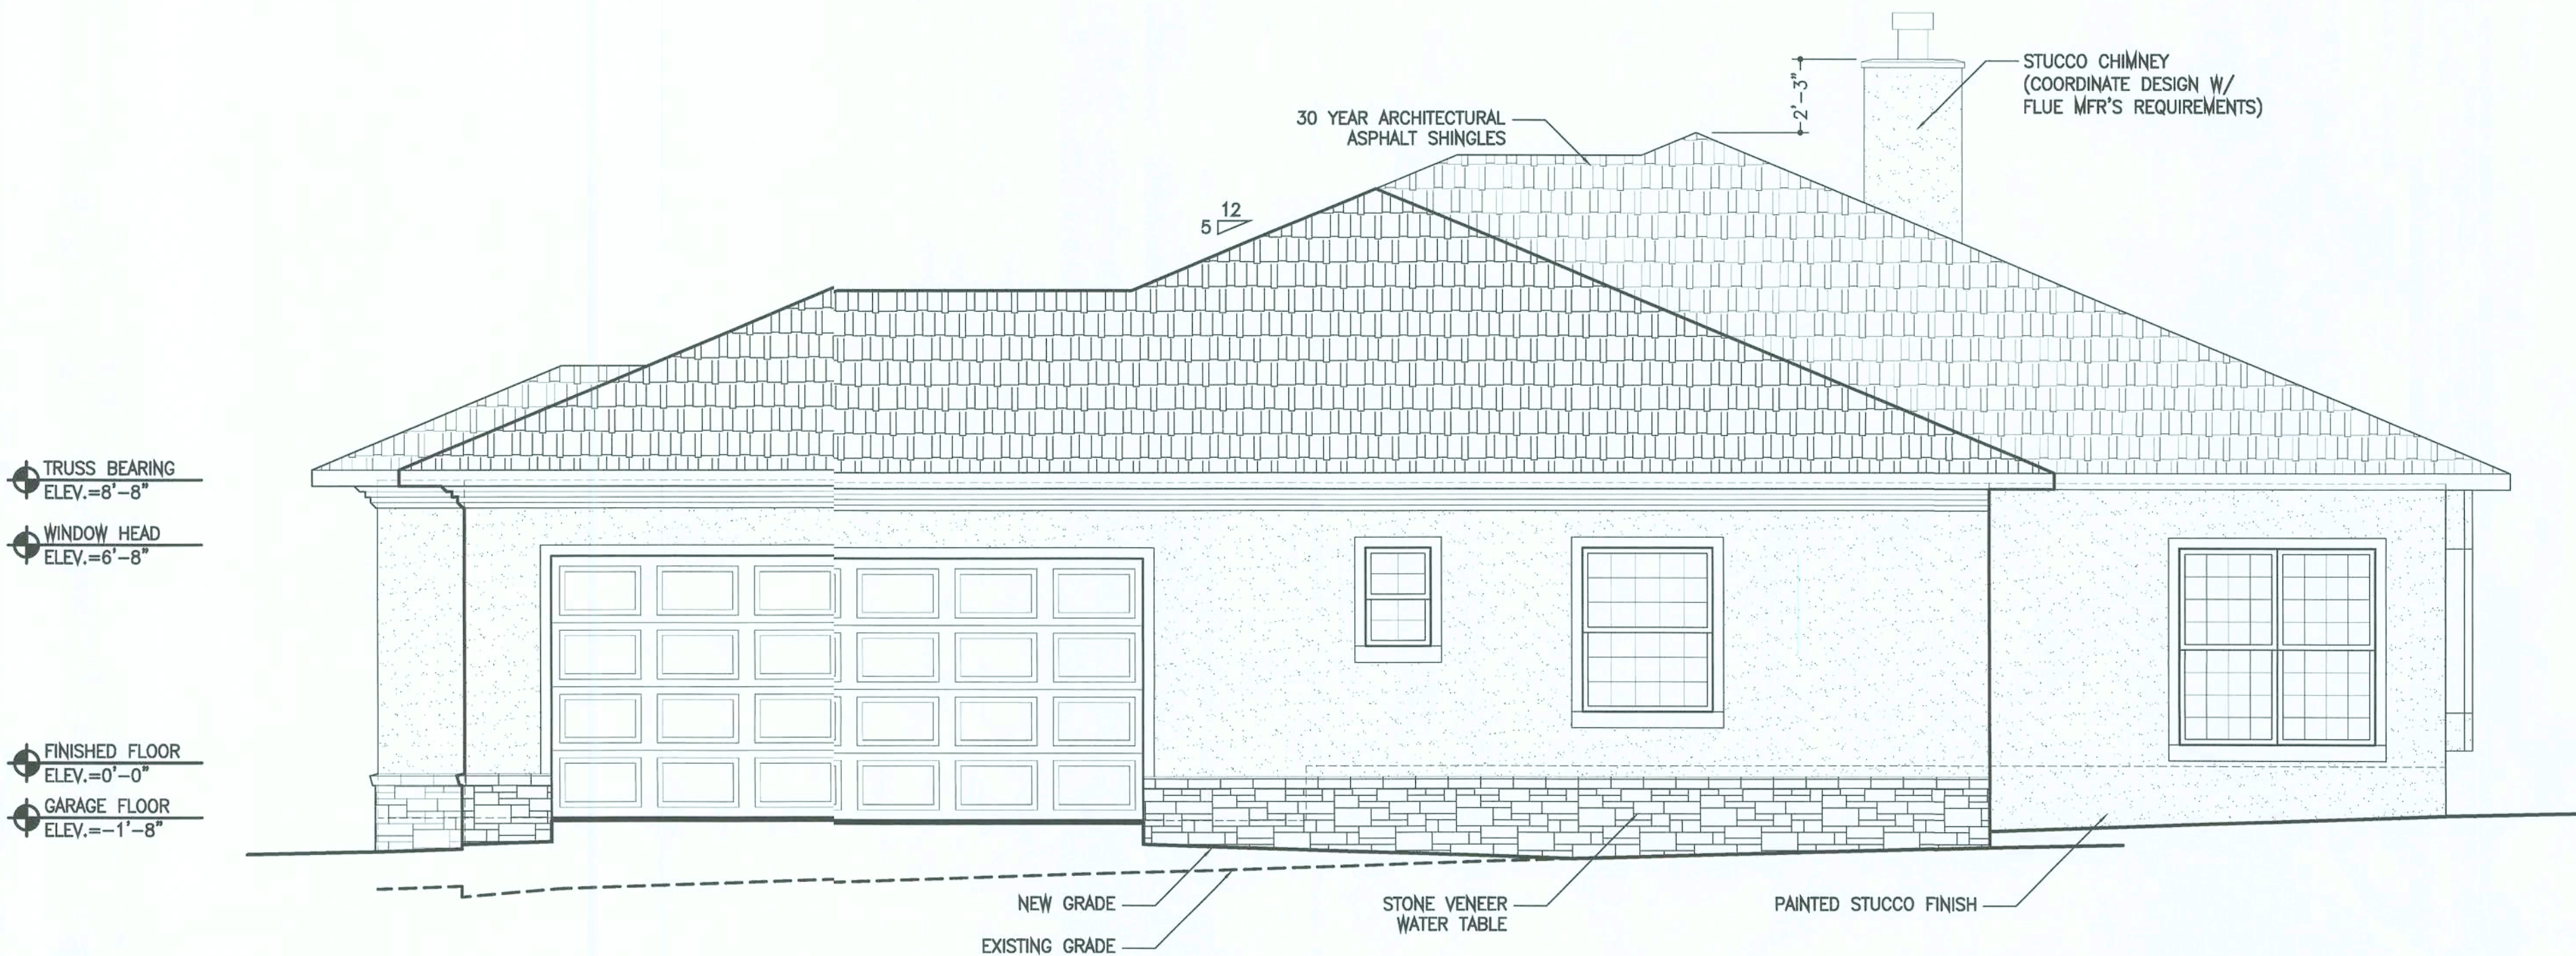 STUCCO CHIMNEY
(COORDINATE DESIGN W/
FLUE MFR'S REQUIREMENTS)
2'-3"
30 YEAR ARCHITECTURAL
ASPHALT SHINGLES
12
5
TRUSS BEARING
ELEV.=8'-8"
WINDOW HEAD
ELEV.=6'-8"
FINISHED FLOOR
ELEV.=0'-0"
GARAGE FLOOR
ELEV.=-1'-8"
NEW GRADE
EXISTING GRADE
STONE VENEER
WATER TABLE
PAINTED STUCCO FINISH